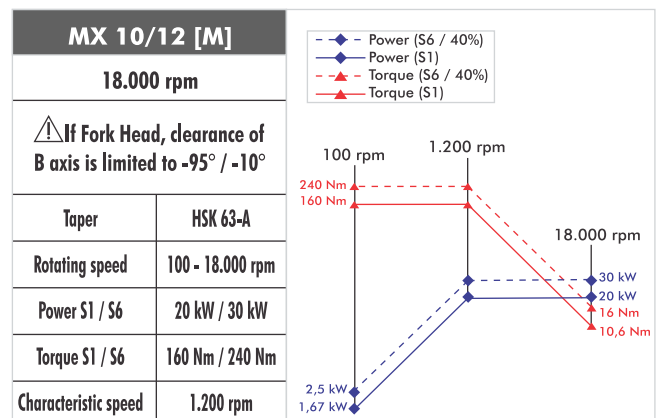 MX 10/12 [M]
18.000 rpm
⚠If Fork Head, clearance of
B axis is limited to -95° / -10°
Taper HSK 63-A
Rotating speed 100 - 18.000 rpm
Power S1 / S6 20 kW / 30 kW
Torque S1 / S6 160 Nm / 240 Nm
Characteristic speed 1.200 rpm
Power (S6 / 40%)
Power (S1)
Torque (S6 / 40%)
Torque (S1)
100 rpm
1.200 rpm
18.000 rpm
240 Nm
160 Nm
30 kW
20 kW
16 Nm
10,6 Nm
2,5 kW
1,67 kW